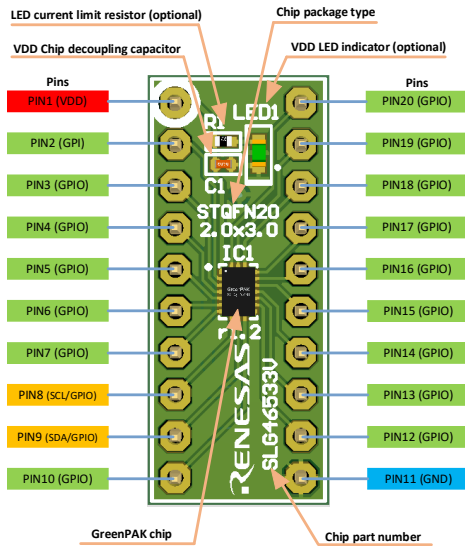 LED current limit resistor (optional)
Chip package type
VDD Chip decoupling capacitor
VDD LED indicator (optional)
Pins
Pins
PIN1 (VDD)
PIN20 (GPIO)
PIN2 (GPI)
PIN19 (GPIO)
PIN3 (GPIO)
PIN18 (GPIO)
PIN4 (GPIO)
PIN17 (GPIO)
PIN5 (GPIO)
PIN16 (GPIO)
PIN6 (GPIO)
PIN15 (GPIO)
PIN7 (GPIO)
PIN14 (GPIO)
PIN8 (SCL/GPIO)
PIN13 (GPIO)
PIN9 (SDA/GPIO)
PIN12 (GPIO)
PIN10 (GPIO)
PIN11 (GND)
LED1
R1
C1
STQFN20
2.0x3.0
IC1
GreenPAK
RENESAS
SLG46533V
GreenPAK chip
Chip part number